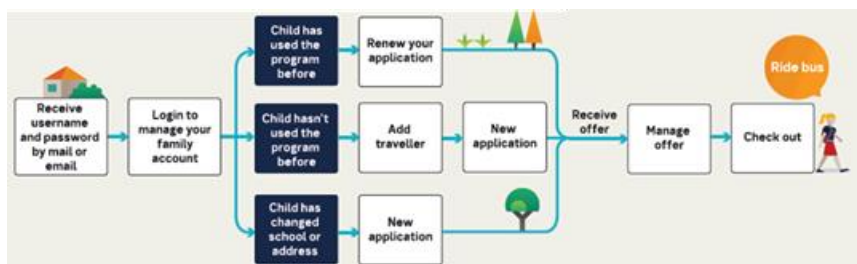 Receive
username
and password
by mail or
email
Login to
manage your
family
account
Child has
used the
program
before
Renew your
application
Child hasn't
used the
program
before
Add
traveller
New
application
Child has
changed
school or
address
New
application
Receive
offer
Manage
offer
Check out
Ride bus